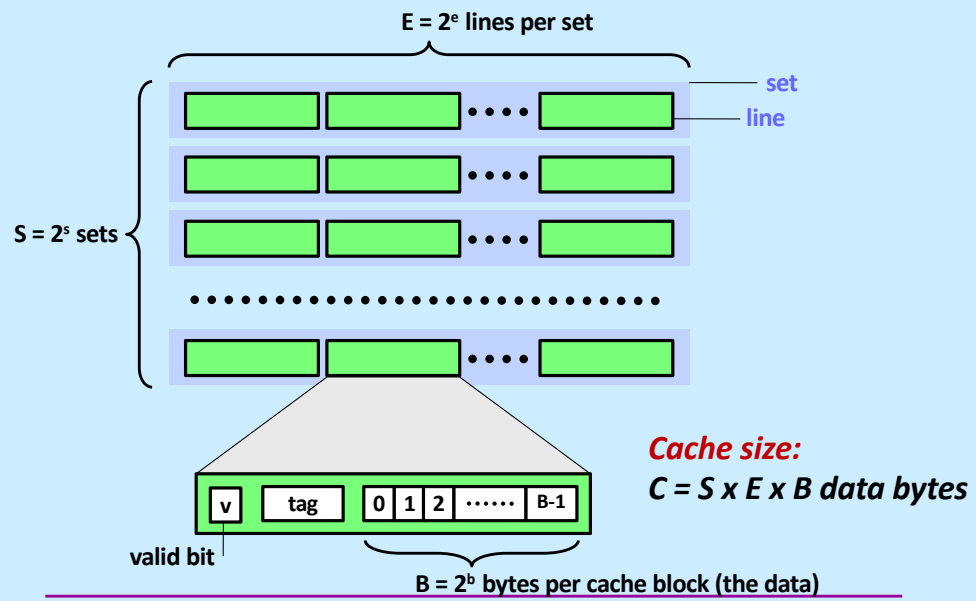 E = 2ᵉ lines per set
set
line
S = 2ˢ sets
Cache size:
C = S x E x B data bytes
v
tag
0 1 2 ...... B-1
valid bit
B = 2ᵇ bytes per cache block (the data)